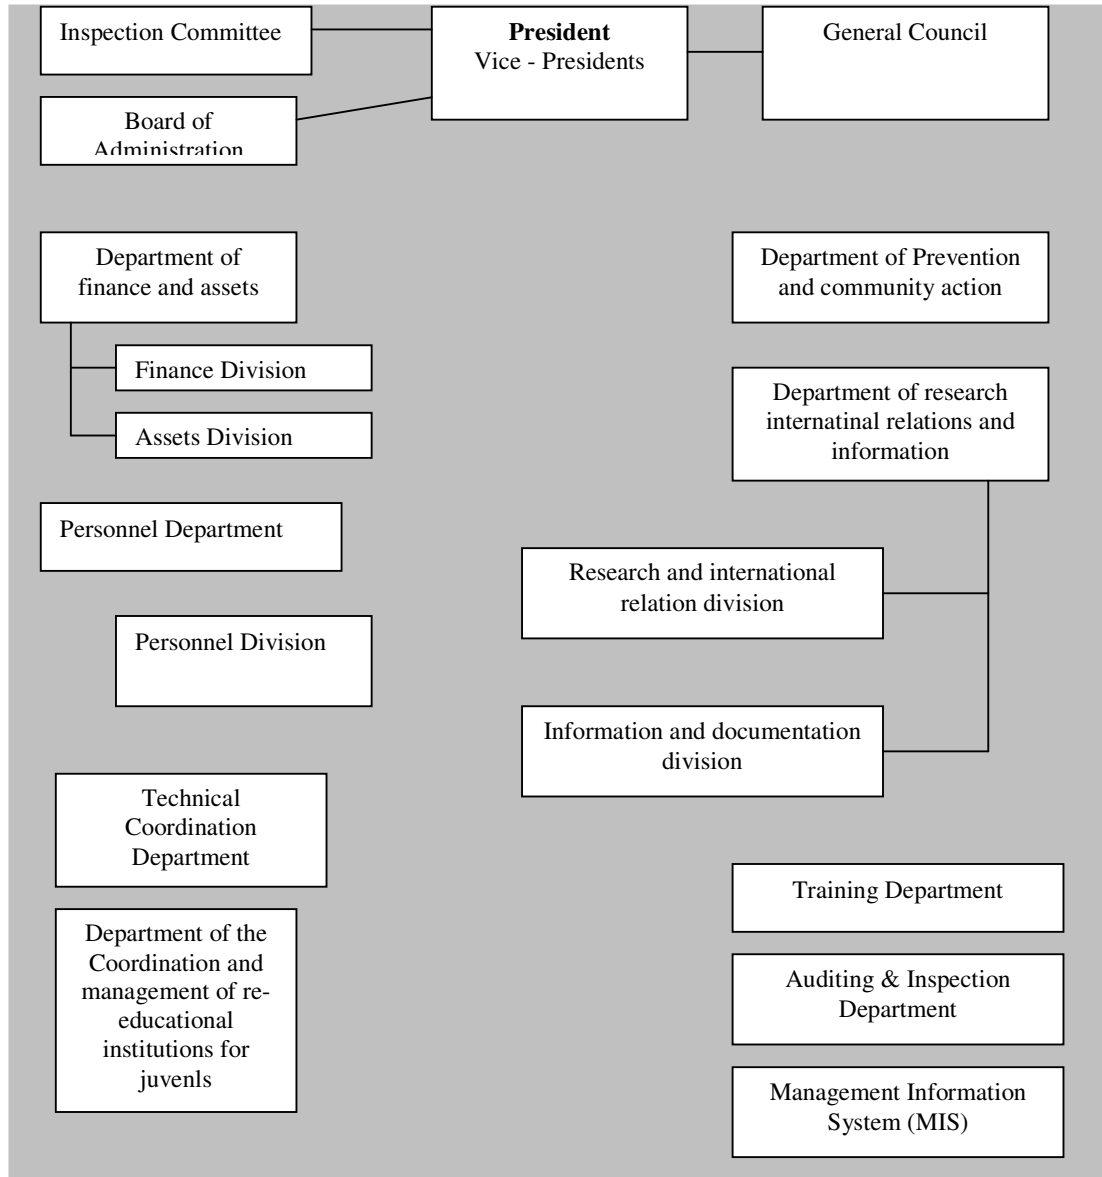 Inspection Committee
President
Vice - Presidents
General Council
Board of
Administration
Department of
finance and assets
Finance Division
Assets Division
Personnel Department
Personnel Division
Technical
Coordination
Department
Department of the
Coordination and
management of re-
educational
institutions for
juvenls
Department of Prevention
and community action
Department of research
internatinal relations and
information
Research and international
relation division
Information and documentation
division
Training Department
Auditing & Inspection
Department
Management Information
System (MIS)